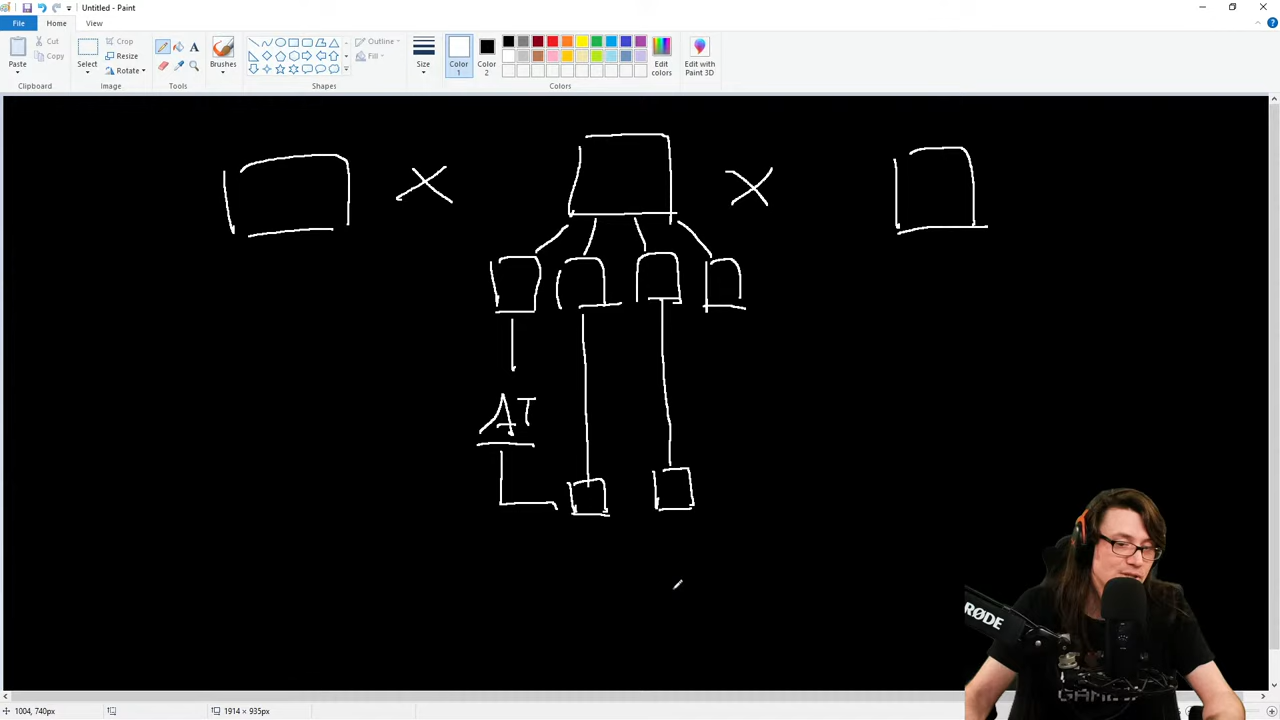 Untitled - Paint
File
Home
View
Paste
Cut
Copy
Clipboard
Select
Crop
Resize
Rotate
Image
A
Tools
Brushes
Shapes
Outline
Fill
Size
Color 1
Color 2
Edit colors
Edit with Paint 3D
Colors
X
X
AT
RØDE
1004, 740px
1914 × 935px